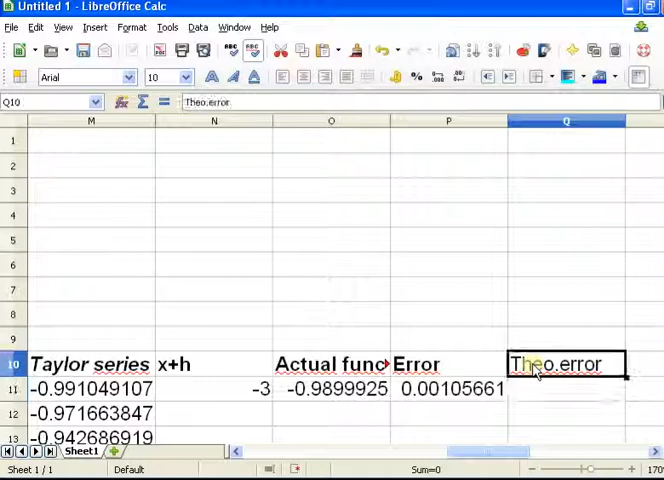 Untitled 1 - LibreOffice Calc
File Edit View Insert Format Tools Data Window Help
Arial 10
Q10 Theo.error
M N O P Q
1
2
3
4
5
6
7
8
9
10 Taylor series x+h Actual func Error Theo.error
11 -0.991049107 -3 -0.9899925 0.00105661
12 -0.971663847
13 -0.942686919
Sheet1
Sheet 1 / 1 Default Sum=0 170